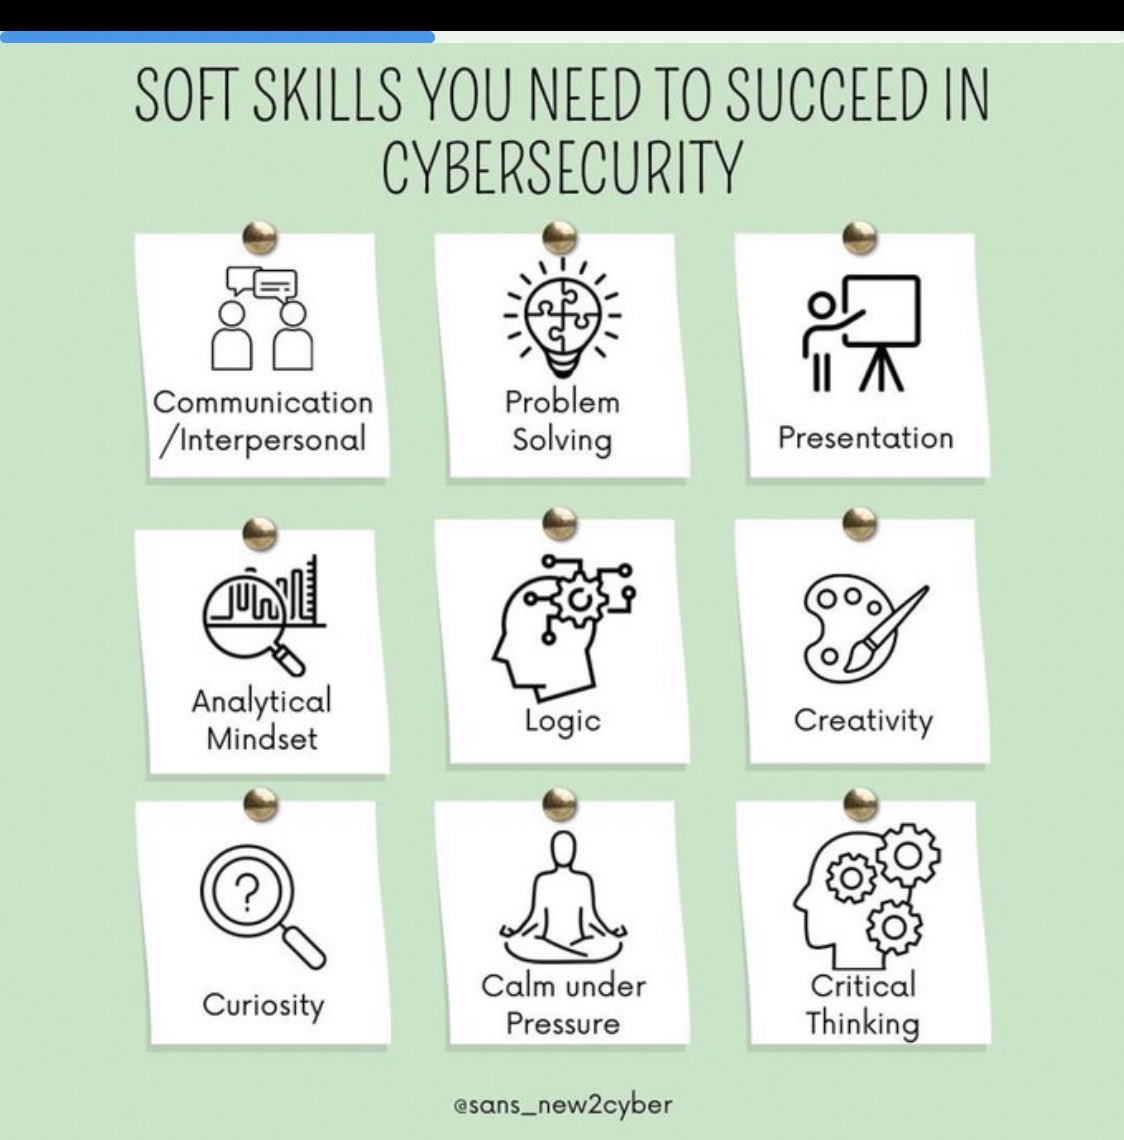 SOFT SKILLS YOU NEED TO SUCCEED IN
CYBERSECURITY
Communication
/Interpersonal
Problem
Solving
Presentation
Analytical
Mindset
Logic
Creativity
?
Curiosity
Calm under
Pressure
Critical
Thinking
@sans_new2cyber